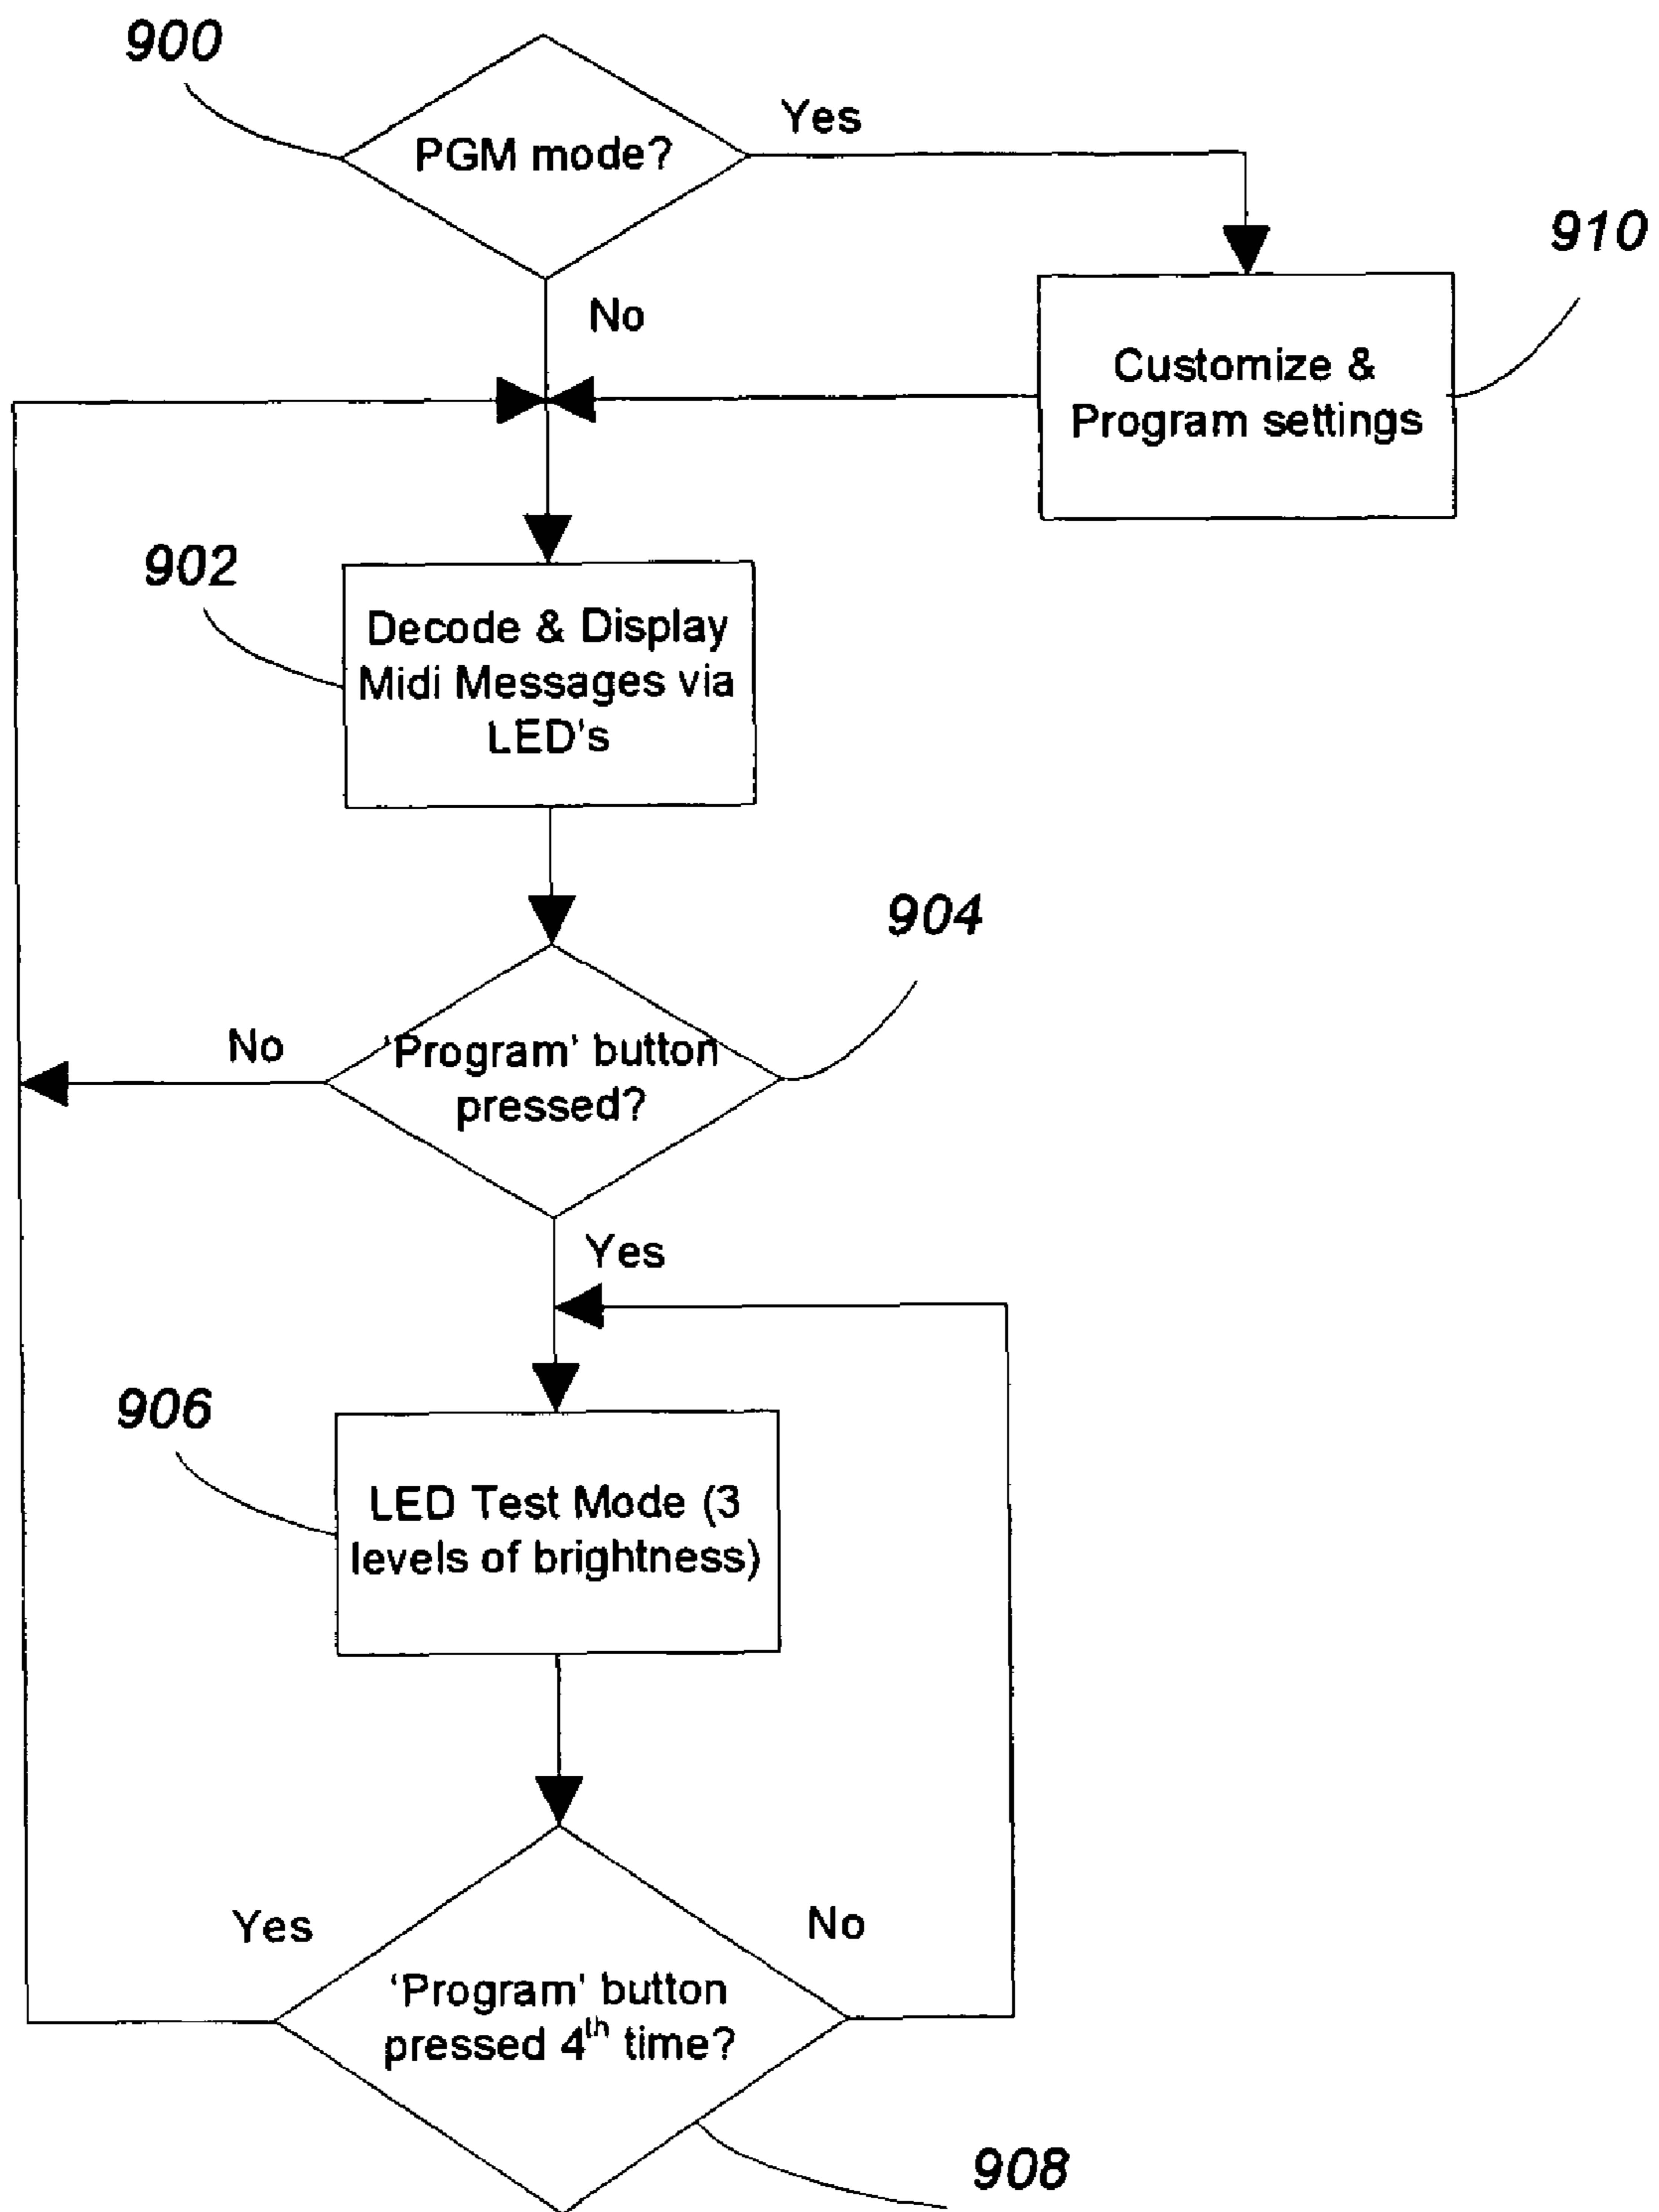 900
PGM mode?
Yes
910
No
Customize &
Program settings
902
Decode & Display
Midi Messages via
LED's
904
No
'Program' button
pressed?
Yes
906
LED Test Mode (3
levels of brightness)
Yes
No
‘Program’ button
pressed 4th time?
908